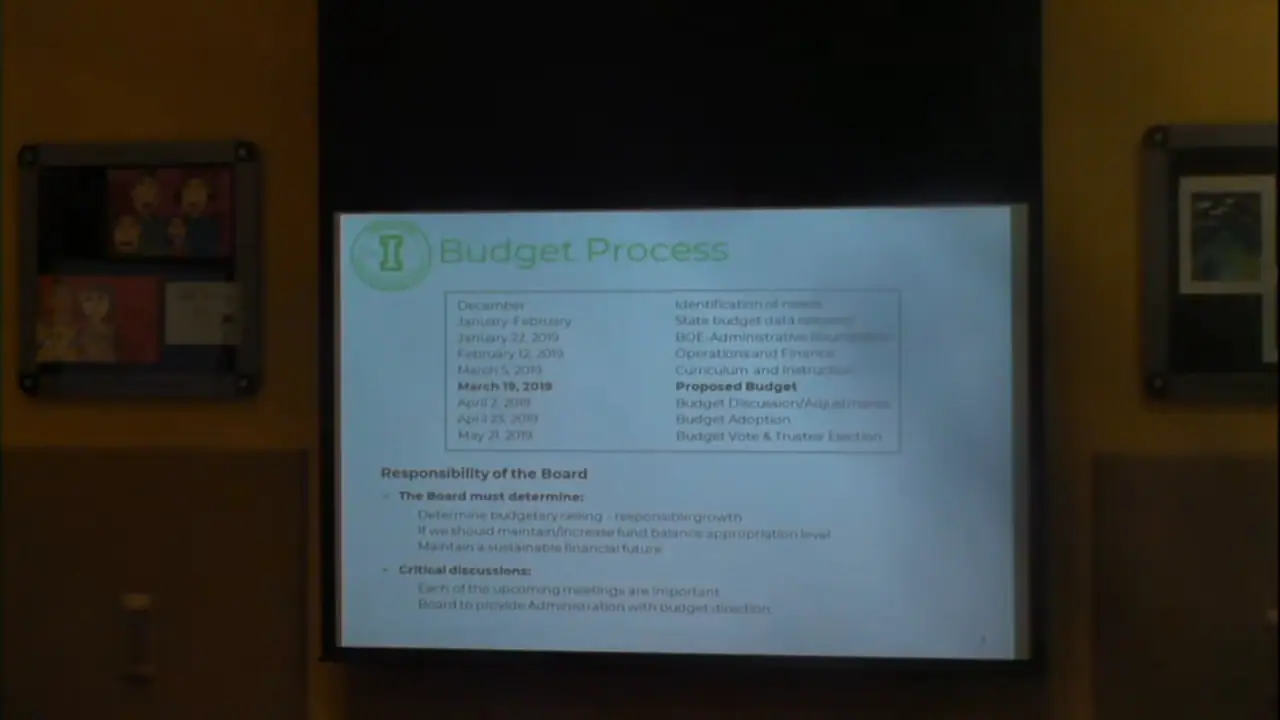 I Budget Process
December Identification of needs
January-February State budget data
January 22, 2019 BOE-Administrative Roundtable
February 12, 2019 Operations and Finance
March 5, 2019 Curriculum and Instruction
March 19, 2019 Proposed Budget
April 2, 2019 Budget Discussion/Adjustments
April 23, 2019 Budget Adoption
May 21, 2019 Budget Vote & Trustee Election
Responsibility of the Board
- The Board must determine:
Determine budgetary ceiling - responsible growth
If we should maintain/increase fund balance appropriation level
Maintain a sustainable financial future
- Critical discussions:
Each of the upcoming meetings are important
Board to provide Administration with budget direction